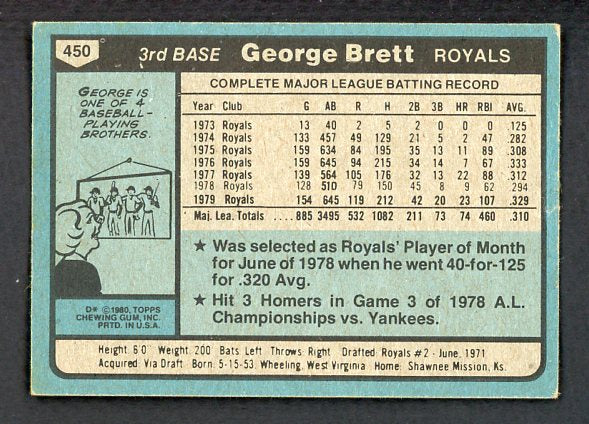 450
3rd BASE George Brett ROYALS
GEORGE IS
ONE OF 4
BASEBALL-
PLAYING
BROTHERS.
COMPLETE MAJOR LEAGUE BATTING RECORD
Year Club G AB R H 2B 3B HR RBI AVG.
1973 Royals 13 40 2 5 2 0 0 0 .125
1974 Royals 133 457 49 129 21 5 2 47 .282
1975 Royals 159 634 84 195 35 13 11 89 .308
1976 Royals 159 645 94 215 34 14 7 67 .333
1977 Royals 139 564 105 176 32 13 22 88 .312
1978 Royals 128 510 79 150 45 8 9 62 .294
1979 Royals 154 645 119 212 42 20 23 107 .329
Maj. Lea. Totals 885 3495 532 1082 211 73 74 460 .310
★ Was selected as Royals' Player of Month
for June of 1978 when he went 40-for-125
for .320 Avg.
★ Hit 3 Homers in Game 3 of 1978 A.L.
Championships vs. Yankees.
D* ©1980, TOPPS
CHEWING GUM, INC.
PRTD. IN U.S.A.
Height: 6'0" Weight: 200 Bats: Left Throws: Right Drafted: Royals #2 - June, 1971
Acquired: Via Draft Born: 5-15-53, Wheeling, West Virginia Home: Shawnee Mission, Ks.